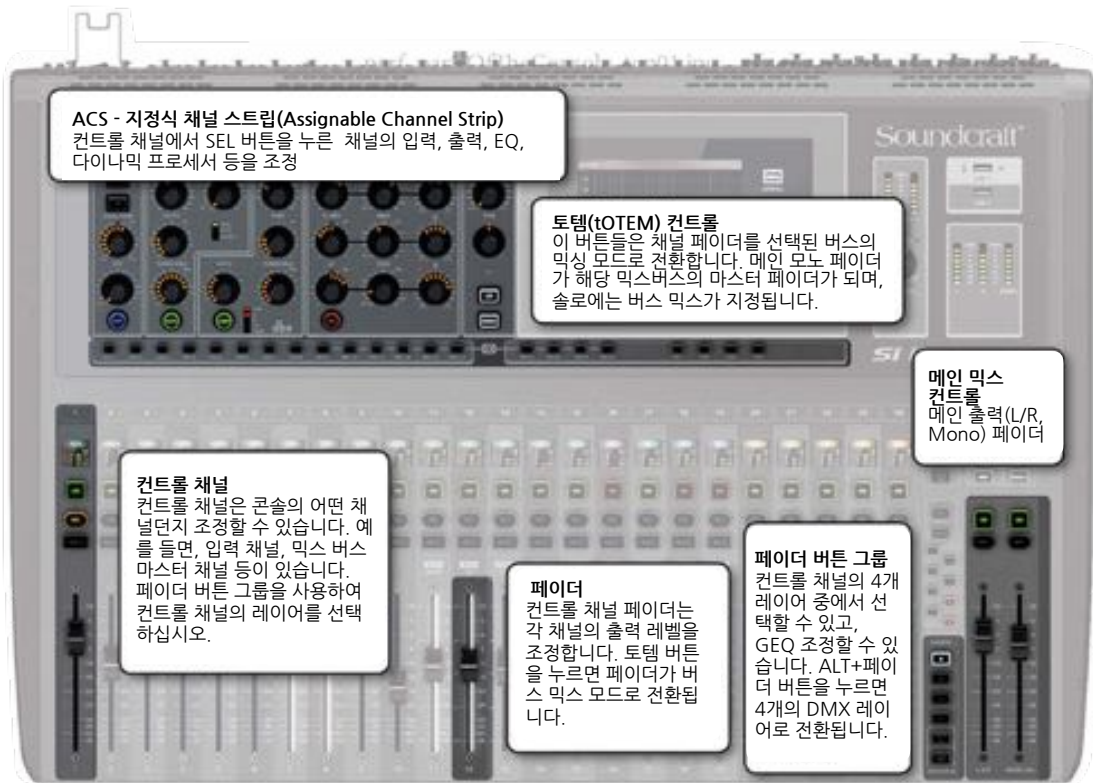 ACS - 지정식 채널 스트립(Assignable Channel Strip)
컨트롤 채널에서 SEL 버튼을 누른 채널의 입력, 출력, EQ,
다이나믹 프로세서 등을 조정
Soundcraft
토템(tOTEM) 컨트롤
이 버튼들은 채널 페이더를 선택된 버스의
믹싱 모드로 전환합니다. 메인 모노 페이더
가 해당 믹스버스의 마스터 페이더가 되며,
솔로에는 버스 믹스가 지정됩니다.
메인 믹스
컨트롤
메인 출력(L/R,
Mono) 페이더
컨트롤 채널
컨트롤 채널은 콘솔의 어떤 채
널던지 조정할 수 있습니다. 예
를 들면, 입력 채널, 믹스 버스
마스터 채널 등이 있습니다.
페이더 버튼 그룹을 사용하여
컨트롤 채널의 레이어를 선택
하십시오.
페이더
컨트롤 채널 페이더는
각 채널의 출력 레벨을
조정합니다. 토템 버튼
을 누르면 페이더가 버
스 믹스 모드로 전환됩
니다.
페이더 버튼 그룹
컨트롤 채널의 4개
레이어 중에서 선
택할 수 있고,
GEQ 조정할 수 있
습니다. ALT+페이
더 버튼을 누르면
4개의 DMX 레이
어로 전환됩니다.